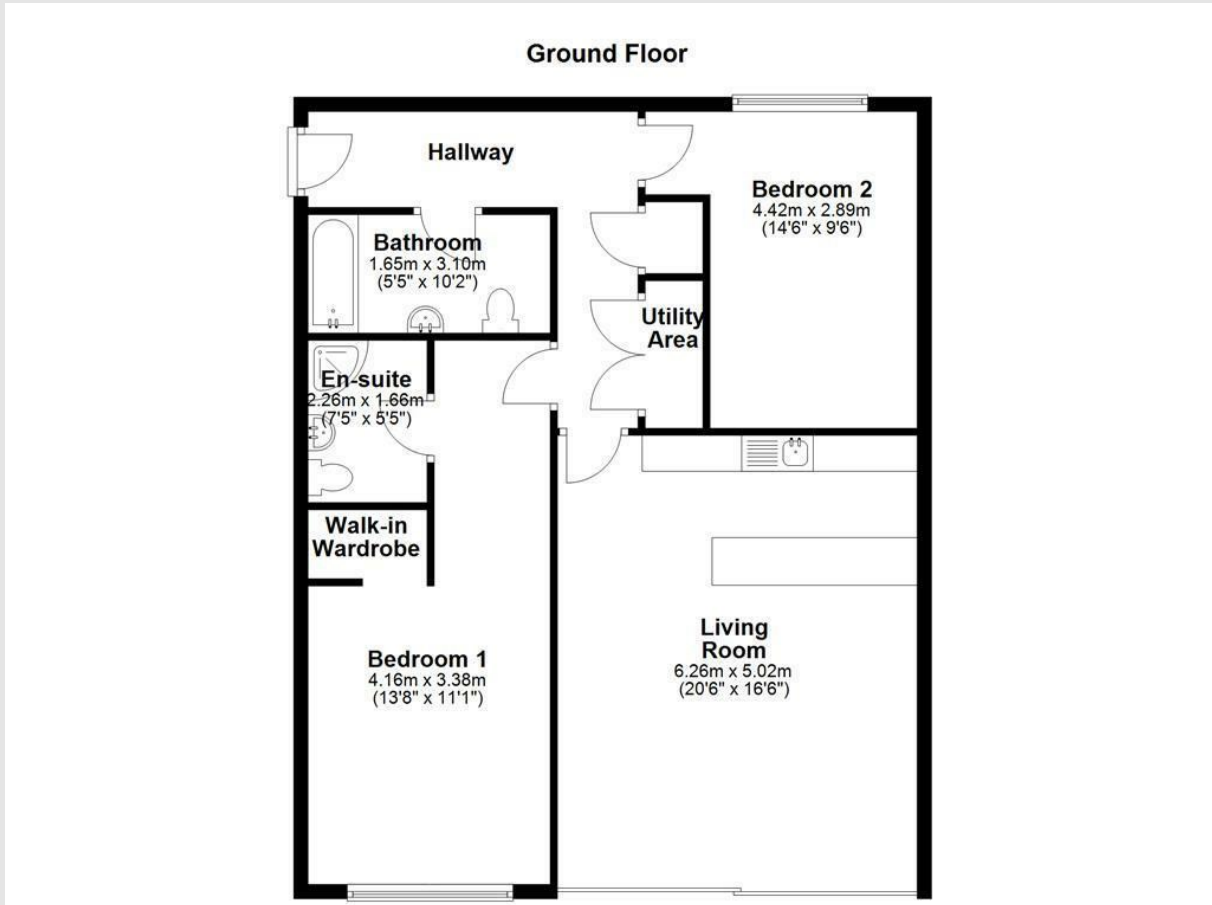 Ground Floor
Hallway
Bedroom 2
4.42m x 2.89m
(14'6" x 9'6")
Bathroom
1.65m x 3.10m
(5'5" x 10'2")
Utility
Area
En-suite
2.26m x 1.66m
(7'5" x 5'5")
Walk-in
Wardrobe
Living
Room
6.26m x 5.02m
(20'6" x 16'6")
Bedroom 1
4.16m x 3.38m
(13'8" x 11'1")